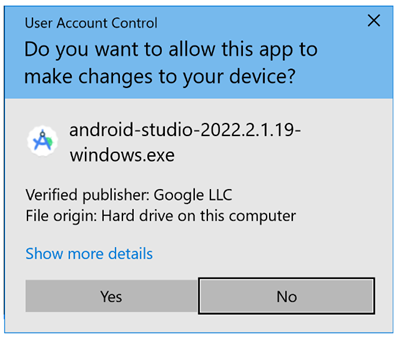 User Account Control
Do you want to allow this app to
make changes to your device?
android-studio-2022.2.1.19-
windows.exe
Verified publisher: Google LLC
File origin: Hard drive on this computer
Show more details
Yes
No